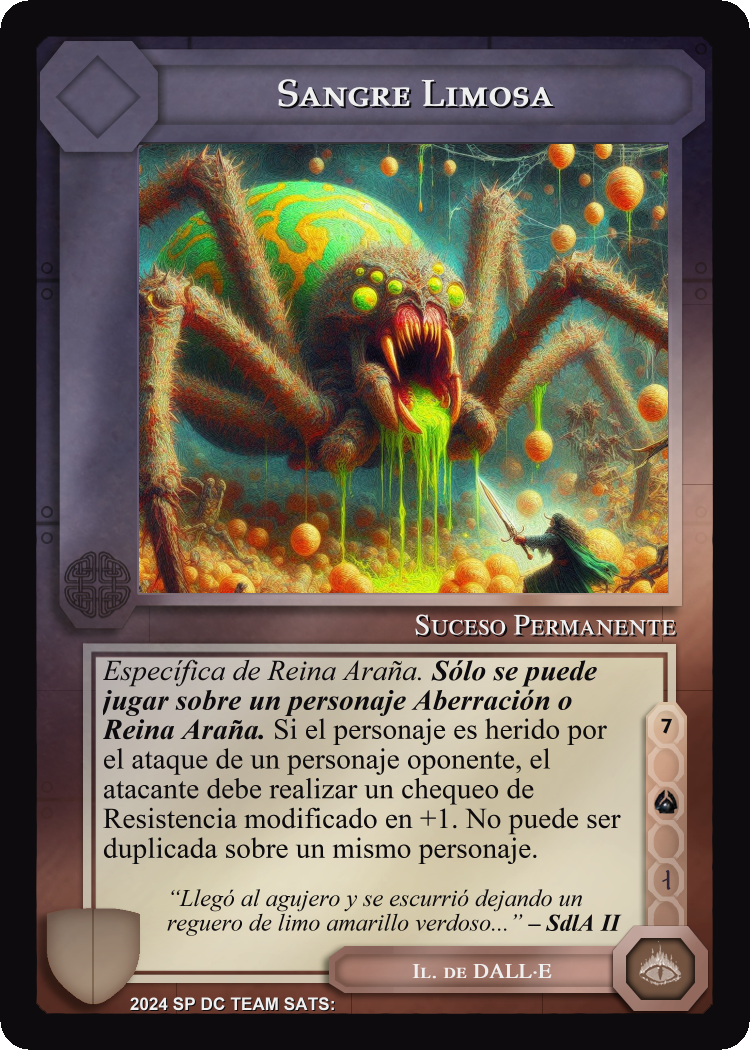 Sangre Limosa
Suceso Permanente
Específica de Reina Araña. Sólo se puede
jugar sobre un personaje Aberración o
Reina Araña. Si el personaje es herido por
el ataque de un personaje oponente, el
atacante debe realizar un chequeo de
Resistencia modificado en +1. No puede ser
duplicada sobre un mismo personaje.
7
“Llegó al agujero y se escurrió dejando un
reguero de limo amarillo verdoso...” – SdlA II
Il. de DALL·E
2024 SP DC TEAM SATS: